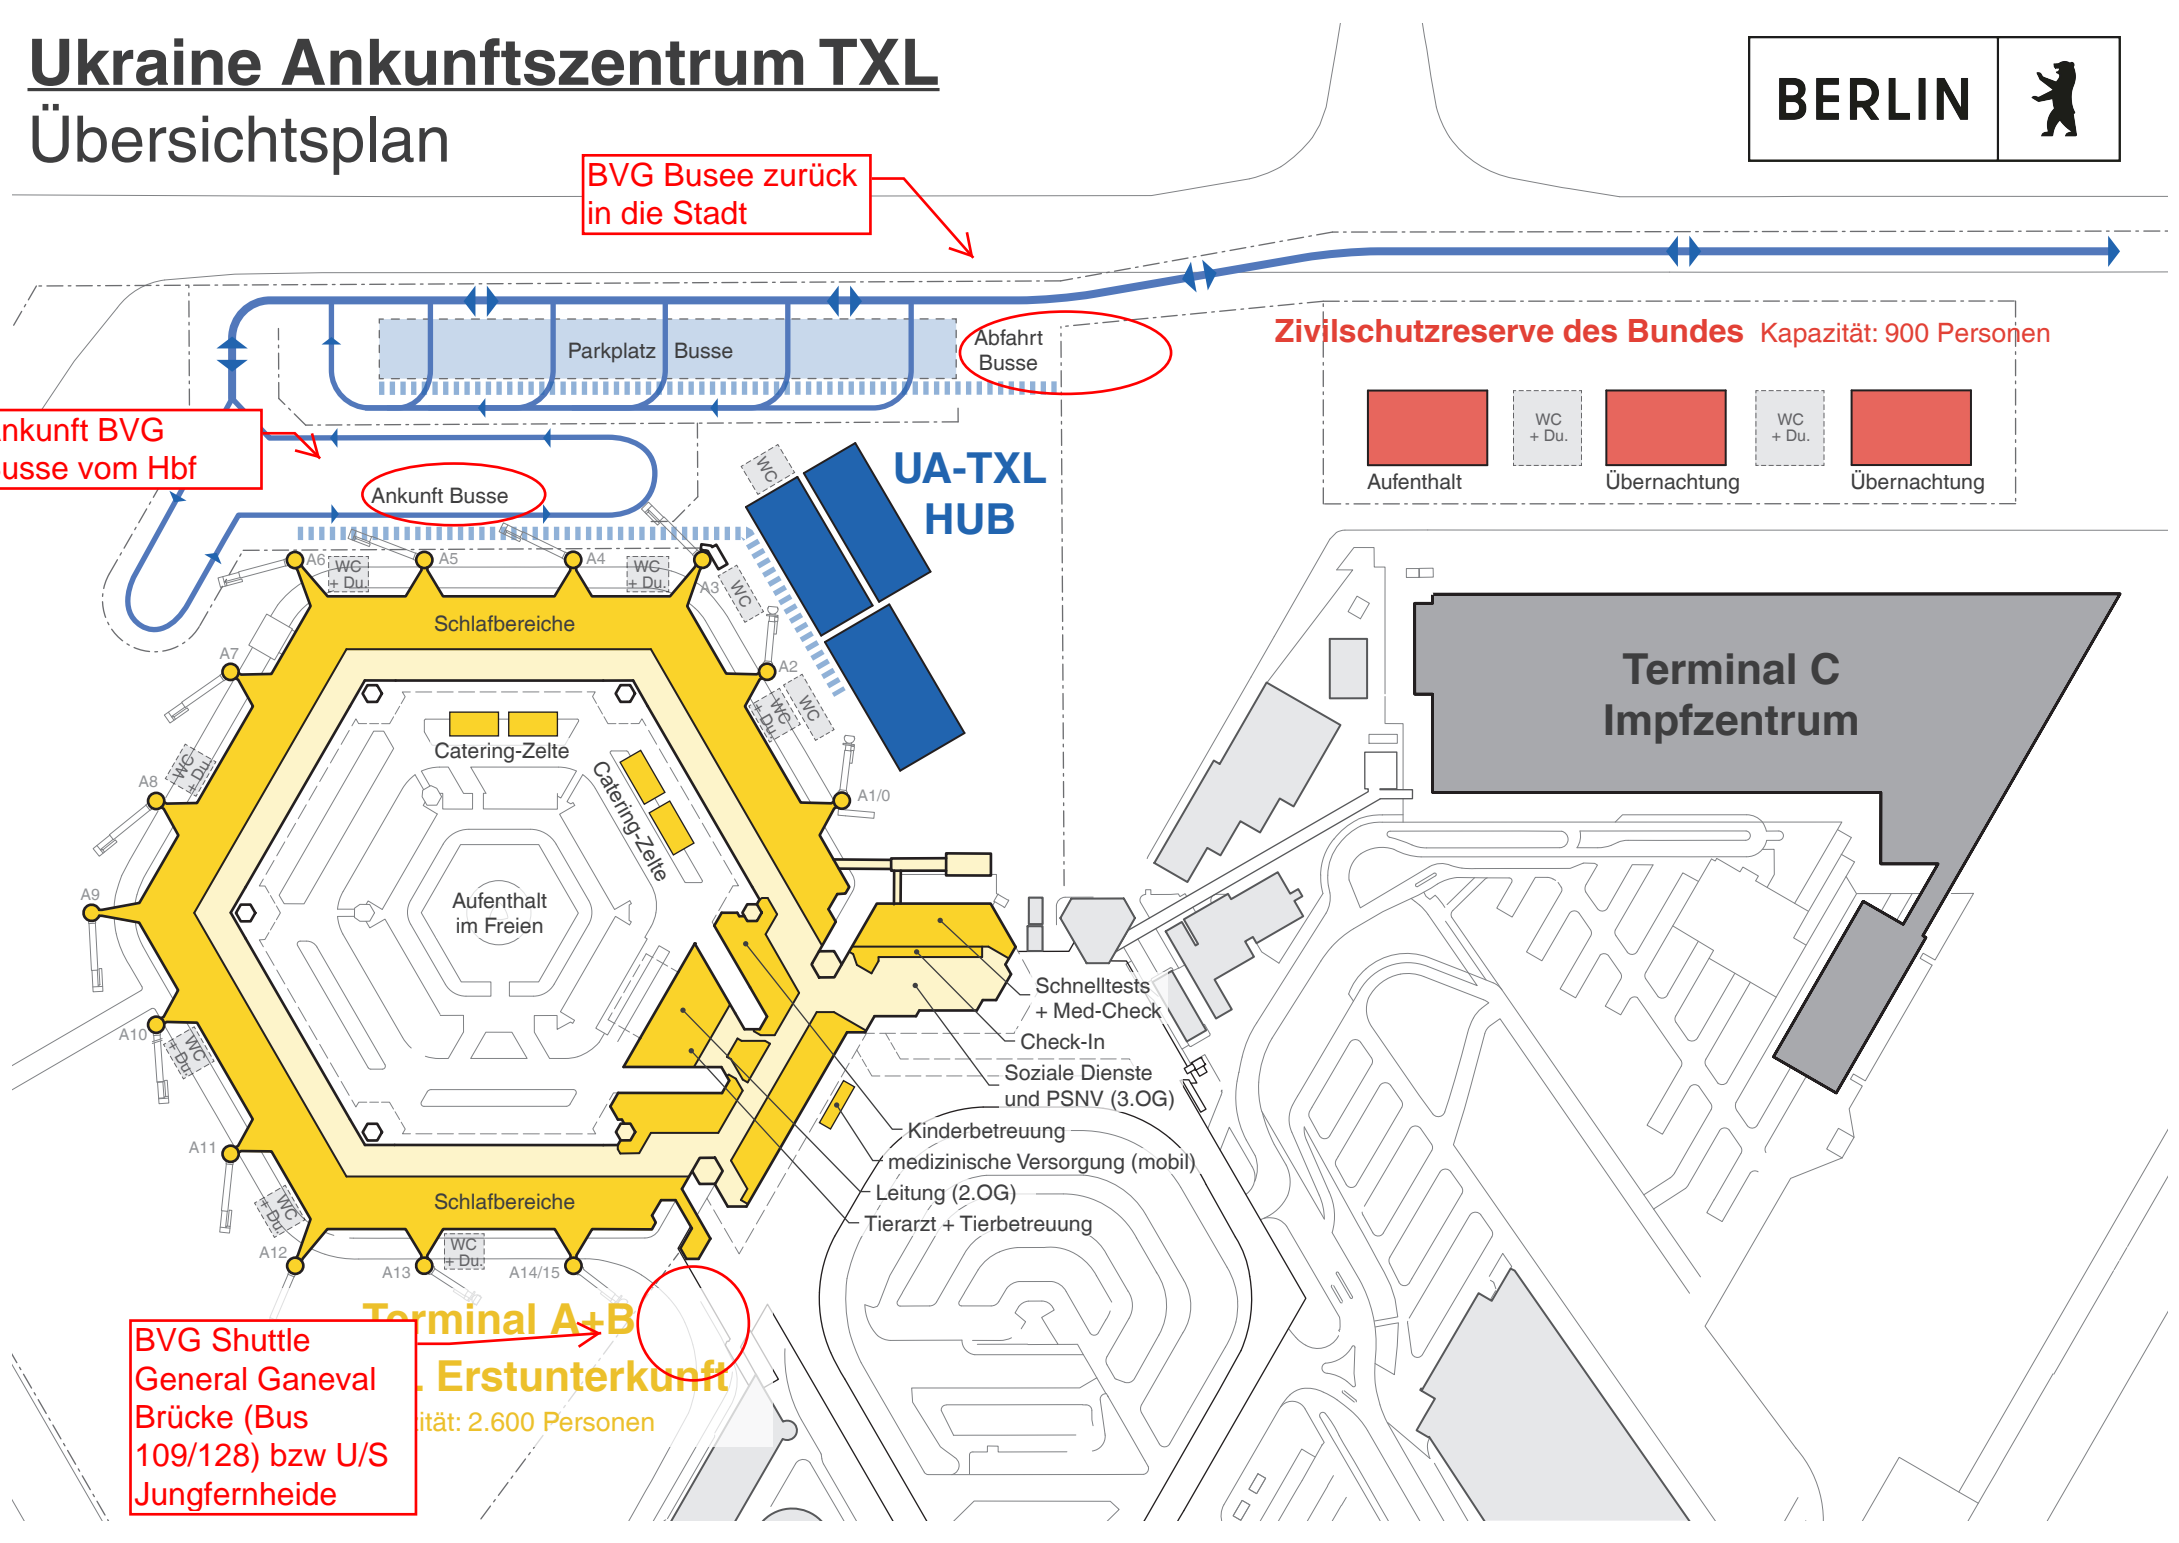 Ukraine Ankunftszentrum TXL
Übersichtsplan
BERLIN
BVG Busee zurück
in die Stadt
Abfahrt
Busse
Parkplatz Busse
Zivilschutzreserve des Bundes Kapazität: 900 Personen
WC
+ Du.
WC
+ Du.
Aufenthalt
Übernachtung
Übernachtung
nkunft BVG
usse vom Hbf
Ankunft Busse
WC
UA-TXL
HUB
A6
WC
+ Du.
A5
A4
WC
+ Du.
A3
WC
Schlafbereiche
A7
A2
WC
+ Du.
WC
Terminal C
Impfzentrum
Catering-Zelte
Catering-Zelte
A8
WC
+ Du.
A1/0
A9
Aufenthalt
im Freien
A10
WC
+ Du.
Schnelltests
+ Med-Check
Check-In
Soziale Dienste
und PSNV (3.OG)
Kinderbetreuung
medizinische Versorgung (mobil)
Leitung (2.OG)
Tierarzt + Tierbetreuung
A11
WC
+ Du.
Schlafbereiche
A12
A13
WC
+ Du.
A14/15
Terminal A+B
. Erstunterkunft
ität: 2.600 Personen
BVG Shuttle
General Ganeval
Brücke (Bus
109/128) bzw U/S
Jungfernheide